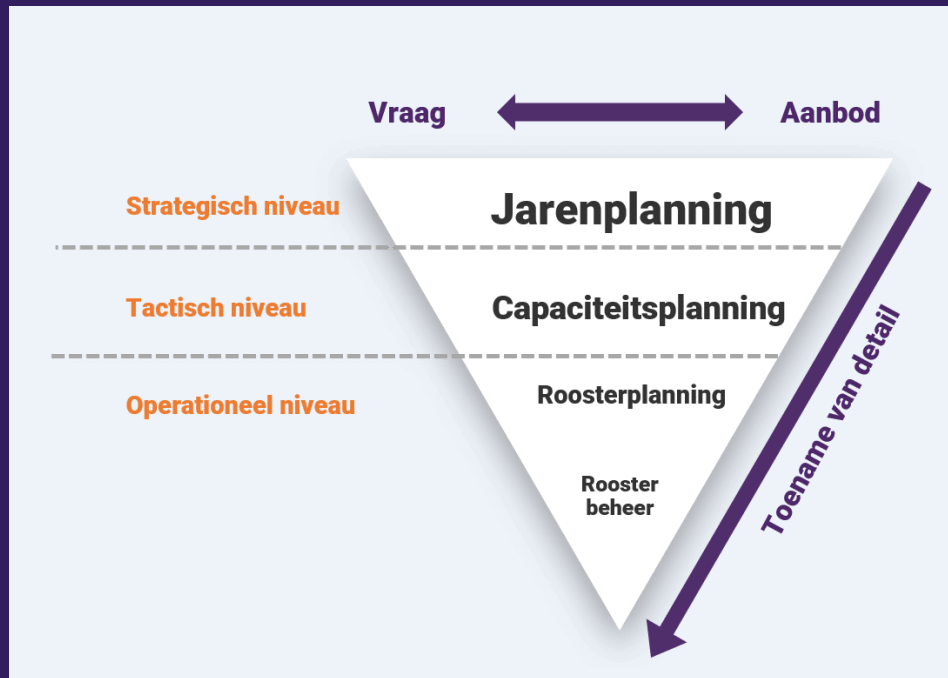 Vraag
Aanbod
Strategisch niveau
Jarenplanning
Tactisch niveau
Capaciteitsplanning
Operationeel niveau
Roosterplanning
Rooster
beheer
Toename van detail